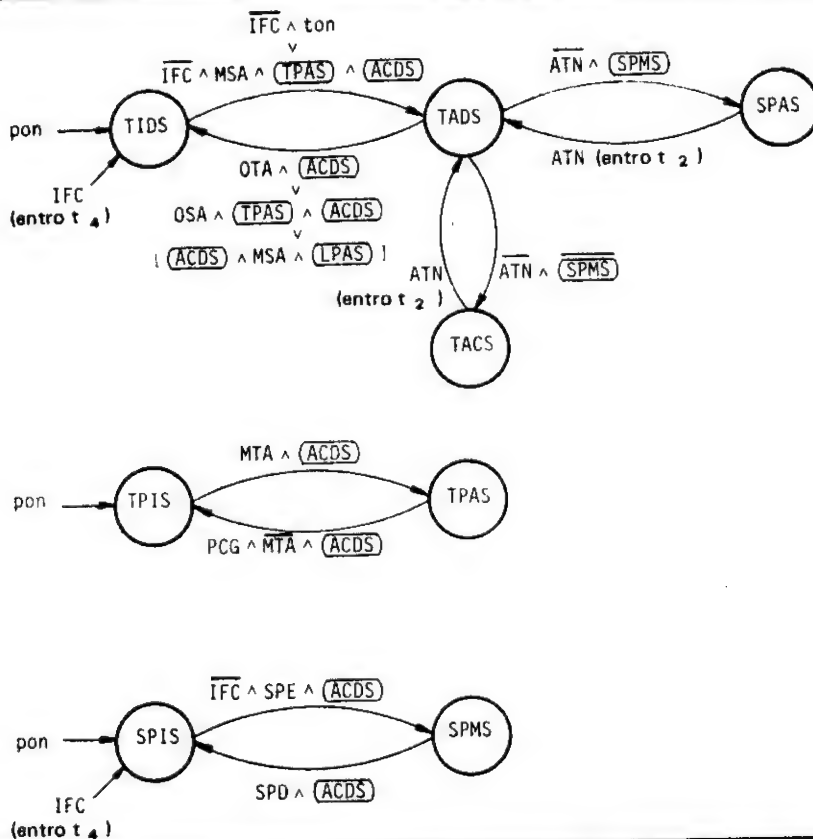 IFC ∧ ton
∨
IFC ∧ MSA ∧ (TPAS) ∧ (ACDS)
ATN ∧ (SPMS)
pon
TIDS
TADS
SPAS
IFC
(entro t 4)
OTA ∧ (ACDS)
∨
OSA ∧ (TPAS) ∧ (ACDS)
∨
[ (ACDS) ∧ MSA ∧ (LPAS) ]
ATN (entro t 2)
ATN
(entro t 2)
ATN ∧ (SPMS)
TACS
MTA ∧ (ACDS)
pon
TPIS
TPAS
PCG ∧ MTA ∧ (ACDS)
IFC ∧ SPE ∧ (ACDS)
pon
SPIS
SPMS
IFC
(entro t 4)
SPD ∧ (ACDS)